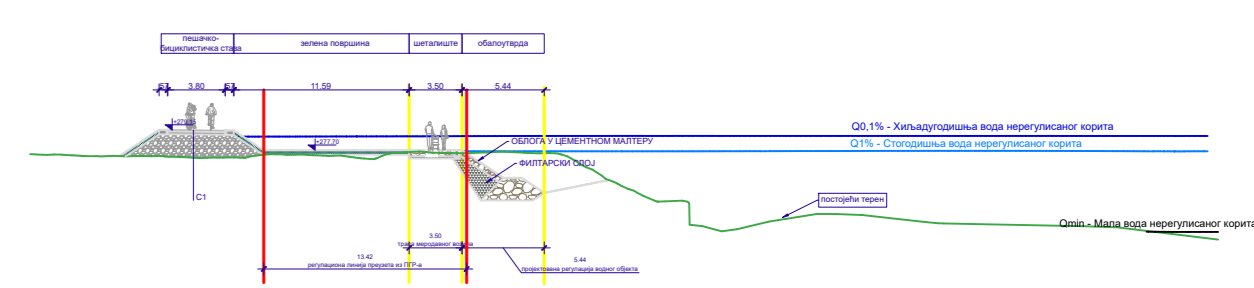 пешачко-
бициклистичка стаза
зелена површина
шеталиште
обалоутврда
57
3.80
57
11.59
3.50
5.44
Q0,1% - Хиљадугодишња вода нерегулисаног корита
+277.70
ОБЛОГА У ЦЕМЕНТНОМ МАЛТЕРУ
Q1% - Стогодишња вода нерегулисаног корита
ФИЛТАРСКИ СЛОЈ
C1
постојећи терен
Qmin - Мала вода нерегулисаног корита
3.50
траса меродавног
13.42
5.44
регулациона линија преузета из ПГР-а
пројектована регулација водног објекта